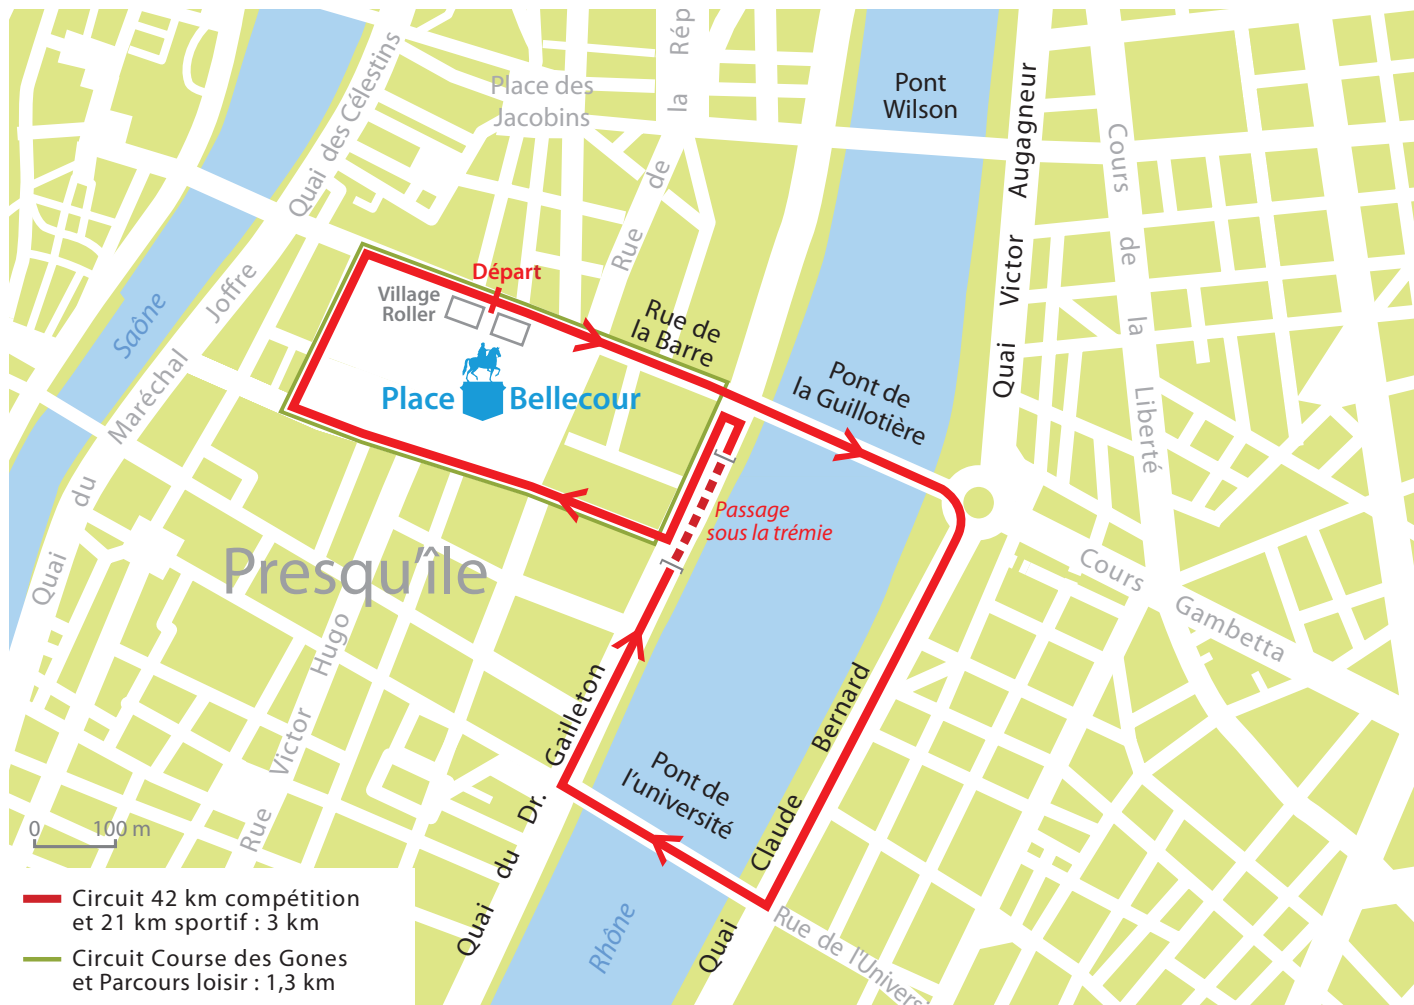 Quai des Célestins
Place des
Jacobins
Rue de la Rép
Pont
Wilson
Quai Victor Augagneur
Cours de la Liberté
Saône
Quai du Maréchal Joffre
Départ
Village
Roller
Rue de
la Barre
Place Bellecour
Pont de
la Guillotière
Passage
sous la trémie
Presqu'île
Cours Gambetta
Rue Victor Hugo
Quai du Dr. Gailleton
Pont de
l'université
Quai Claude Bernard
Rhône
Rue de l'Universi
0 100 m
Circuit 42 km compétition
et 21 km sportif : 3 km
Circuit Course des Gones
et Parcours loisir : 1,3 km